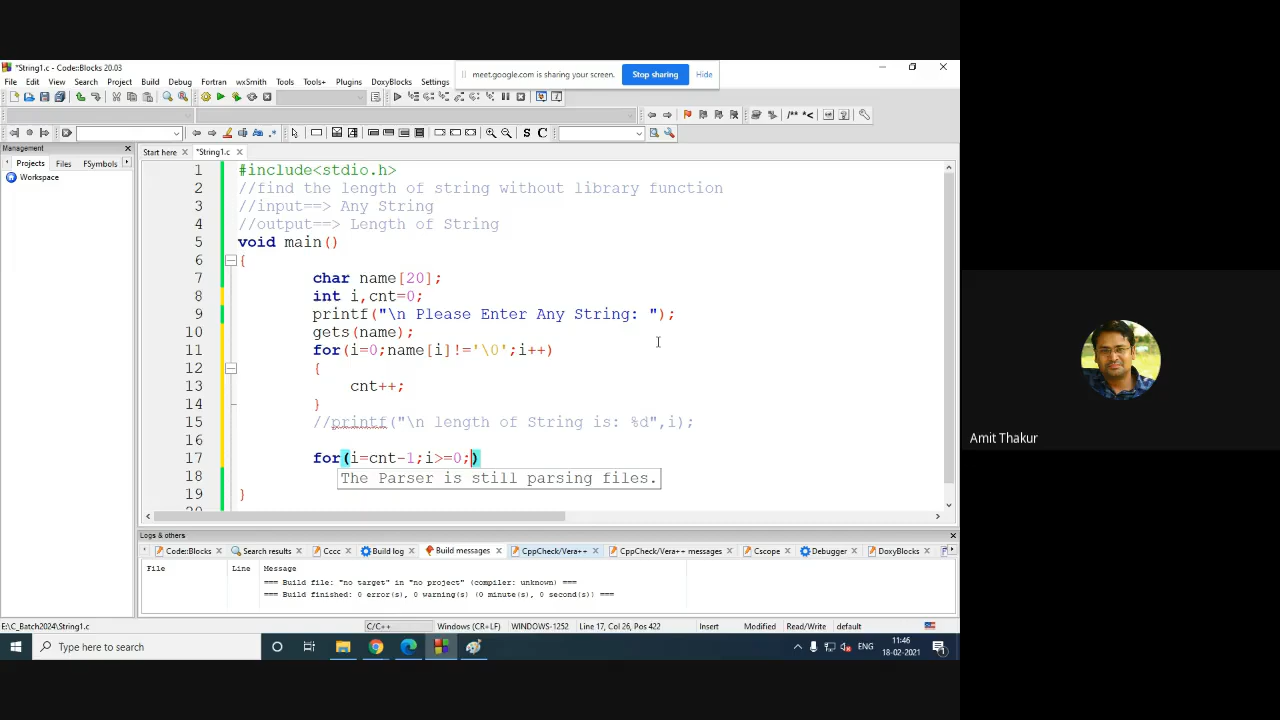 *String1.c - Code::Blocks 20.03
File Edit View Search Project Build Debug Fortran wxSmith Tools Tools+ Plugins DoxyBlocks Settings
meet.google.com is sharing your screen. Stop sharing Hide
Management
Start here *String1.c
Projects Files FSymbols
Workspace
1 #include<stdio.h>
2 //find the length of string without library function
3 //input==> Any String
4 //output==> Length of String
5 void main()
6 {
7 char name[20];
8 int i,cnt=0;
9 printf("\n Please Enter Any String: ");
10 gets(name);
11 for(i=0;name[i]!='\0';i++)
12 {
13 cnt++;
14 }
15 //printf("\n length of String is: %d",i);
16
17 for(i=cnt-1;i>=0;)
18 The Parser is still parsing files.
19 }
20
Amit Thakur
Logs & others
Code::Blocks Search results Cccc Build log Build messages CppCheck/Vera++ CppCheck/Vera++ messages Cscope Debugger DoxyBlocks
File Line Message
=== Build file: "no target" in "no project" (compiler: unknown) ===
=== Build finished: 0 error(s), 0 warning(s) (0 minute(s), 0 second(s)) ===
E:\C_Batch2024\String1.c C/C++ Windows (CR+LF) WINDOWS-1252 Line 17, Col 26, Pos 422 Insert Modified Read/Write default
Type here to search
ENG
11:46
18-02-2021
1